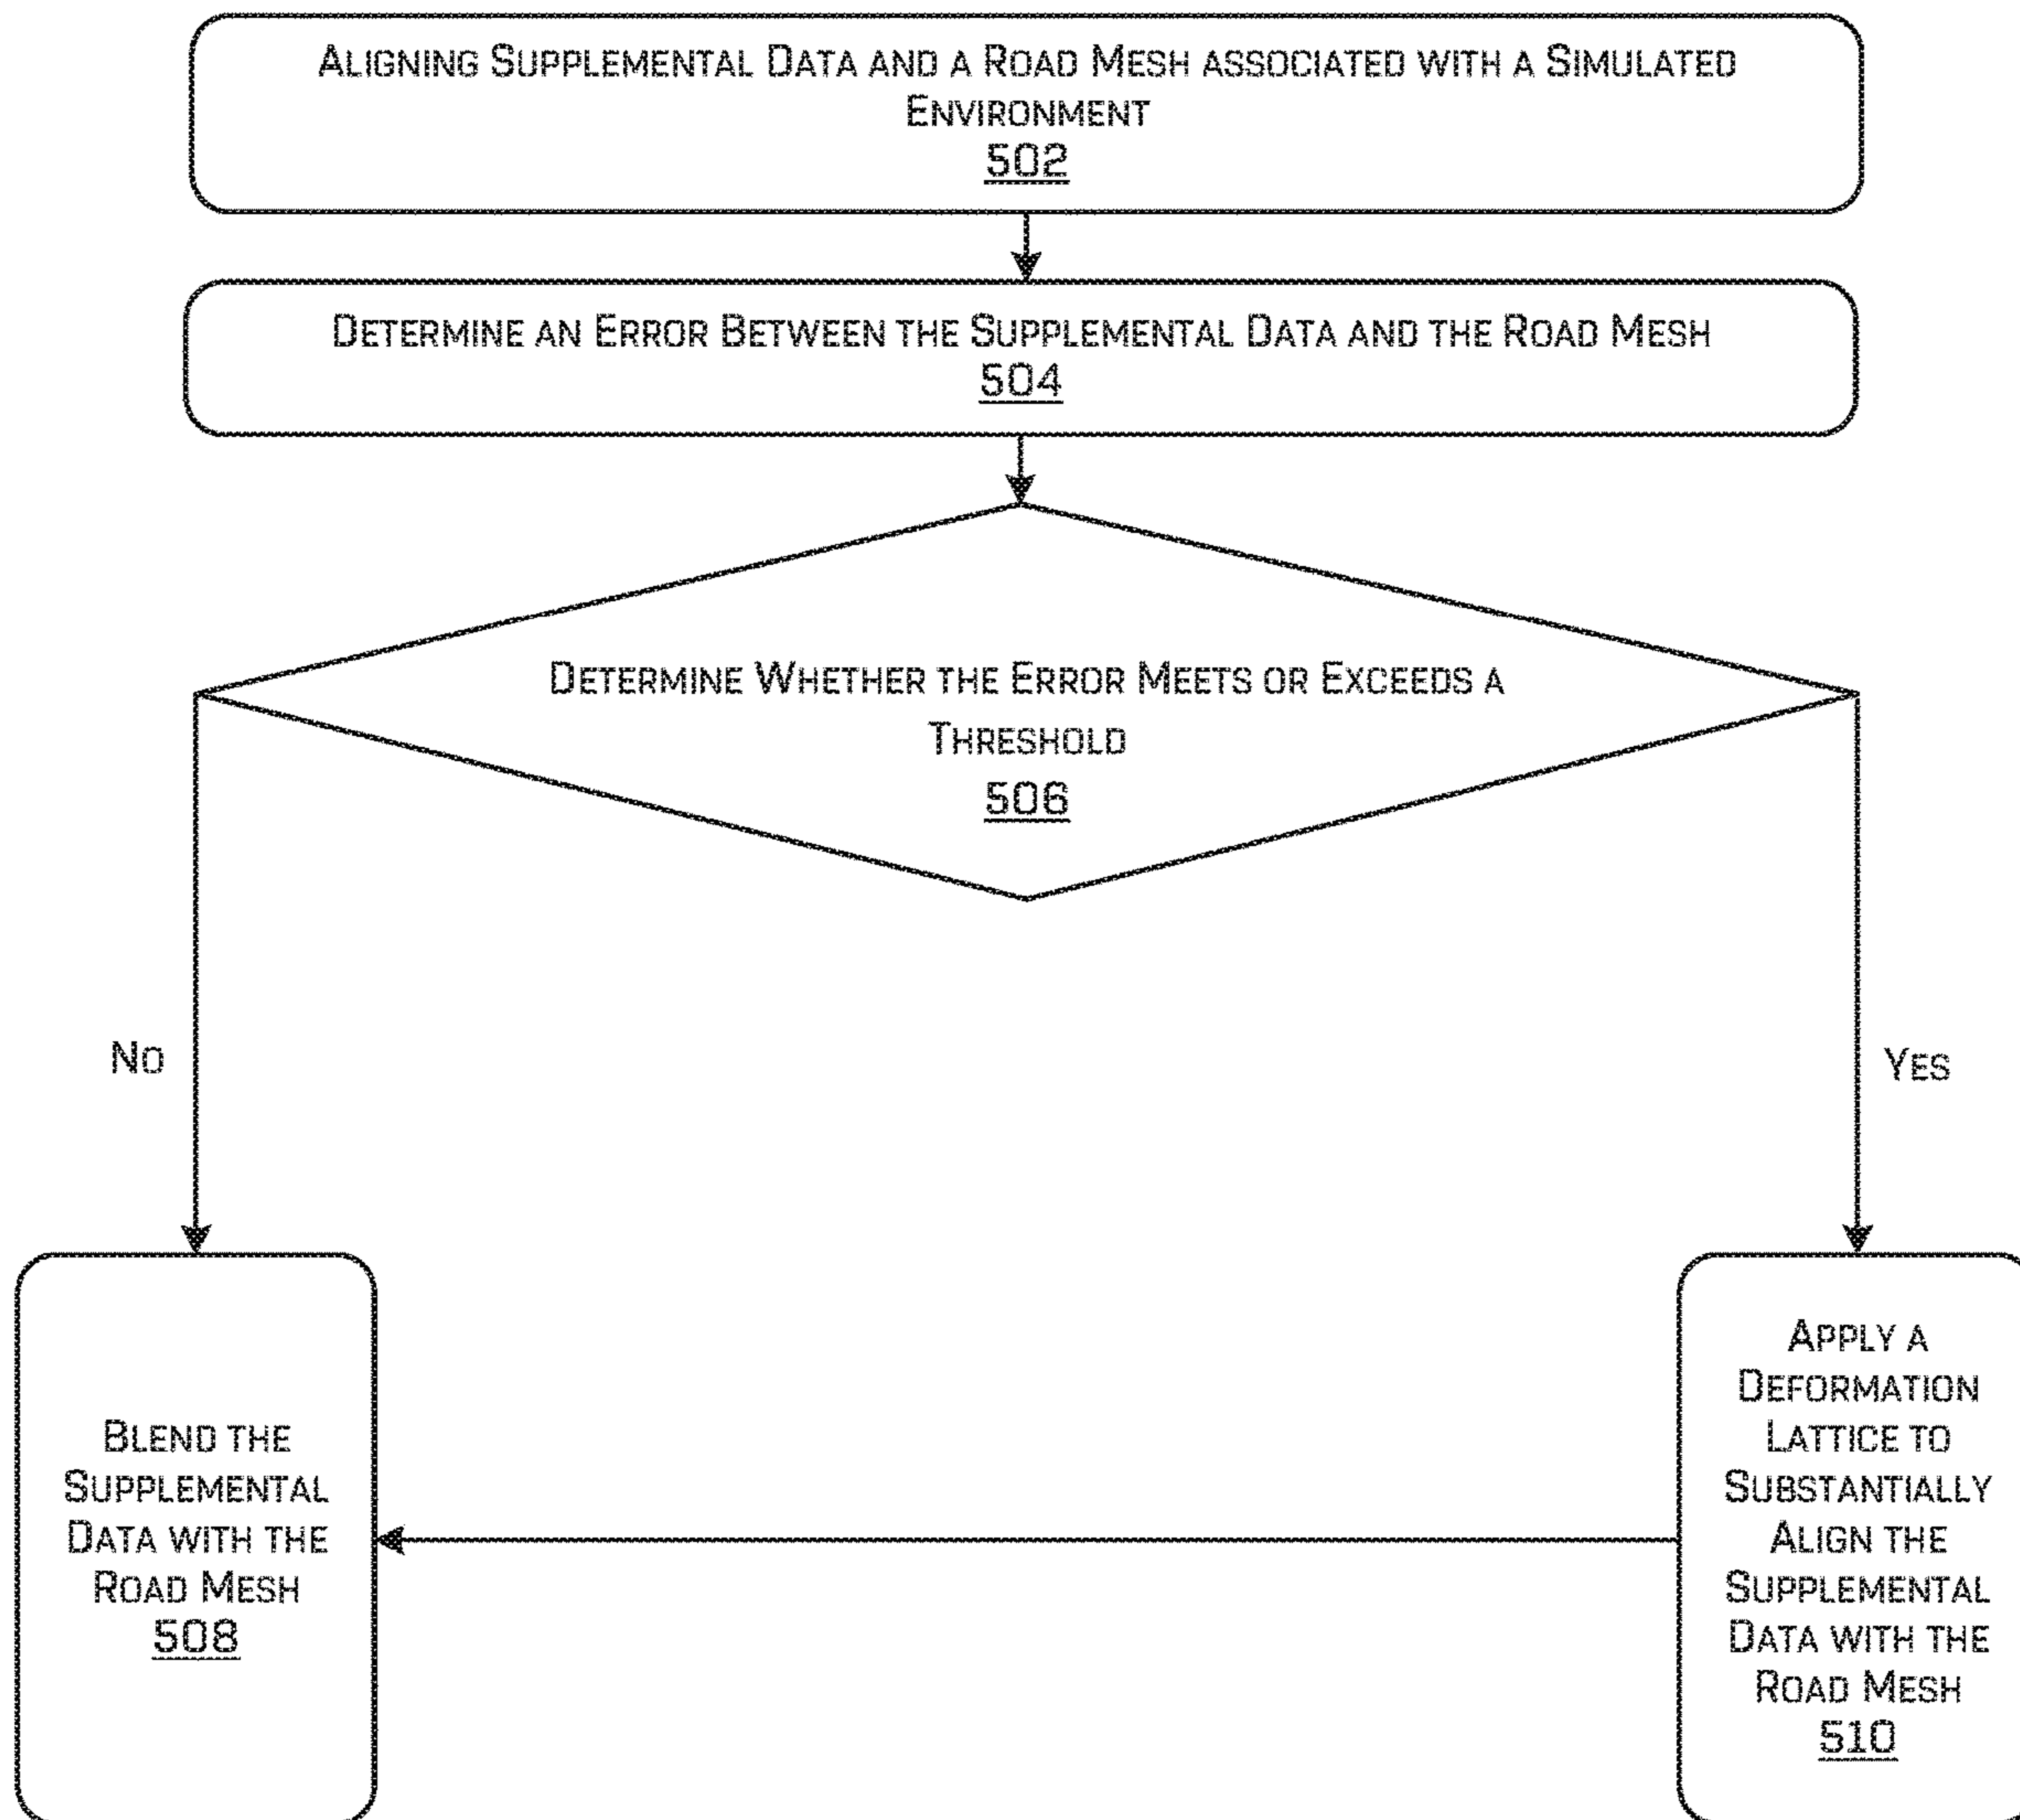 Aligning Supplemental Data and a Road Mesh associated with a Simulated
Environment
502
Determine an Error Between the Supplemental Data and the Road Mesh
504
Determine Whether the Error Meets or Exceeds a
Threshold
506
No
Yes
Blend the
Supplemental
Data with the
Road Mesh
508
Apply a
Deformation
Lattice to
Substantially
Align the
Supplemental
Data with the
Road Mesh
510